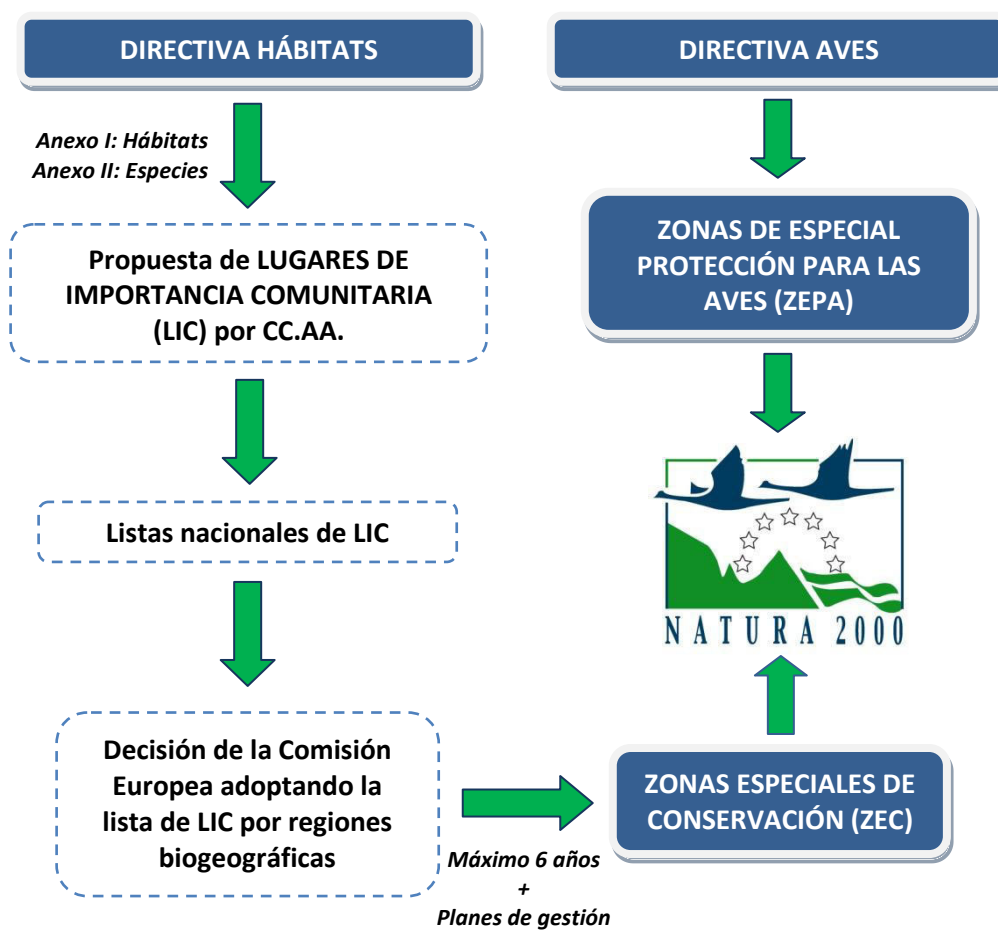 DIRECTIVA HÁBITATS
DIRECTIVA AVES
Anexo I: Hábitats
Anexo II: Especies
Propuesta de LUGARES DE
IMPORTANCIA COMUNITARIA
(LIC) por CC.AA.
ZONAS DE ESPECIAL
PROTECCIÓN PARA LAS
AVES (ZEPA)
Listas nacionales de LIC
NATURA 2000
Decisión de la Comisión
Europea adoptando la
lista de LIC por regiones
biogeográficas
Máximo 6 años
+
Planes de gestión
ZONAS ESPECIALES DE
CONSERVACIÓN (ZEC)